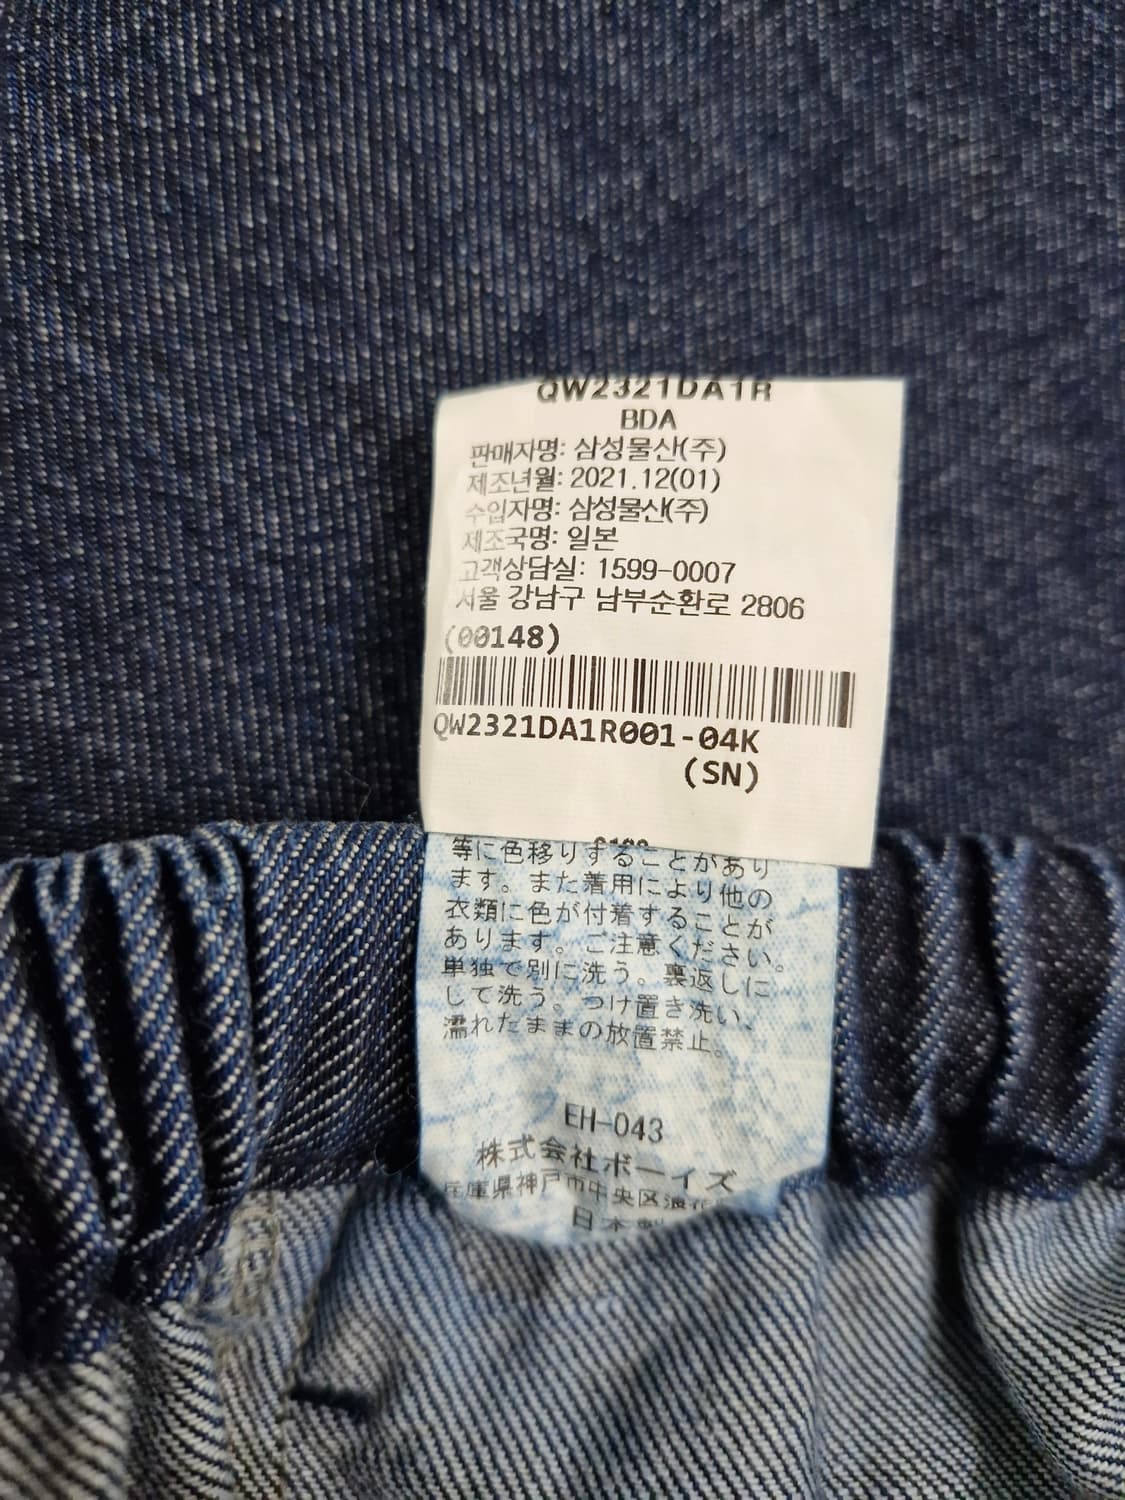 QW2321DA1R
BDA
판매자명: 삼성물산(주)
제조년월: 2021.12(01)
수입자명: 삼성물산(주)
제조국명: 일본
고객상담실: 1599-0007
서울 강남구 남부순환로 2806
(00148)
QW2321DA1R001-04K
(SN)
等に色移りすることがあり
ます。また着用により他の
衣類に色が付着することが
あります。ご注意ください。
単独で別に洗う。裏返しに
して洗う。つけ置き洗い、
濡れたままの放置禁止。
EH-043
株式会社ボーイズ
兵庫県神戸市中央区浪花
日本製